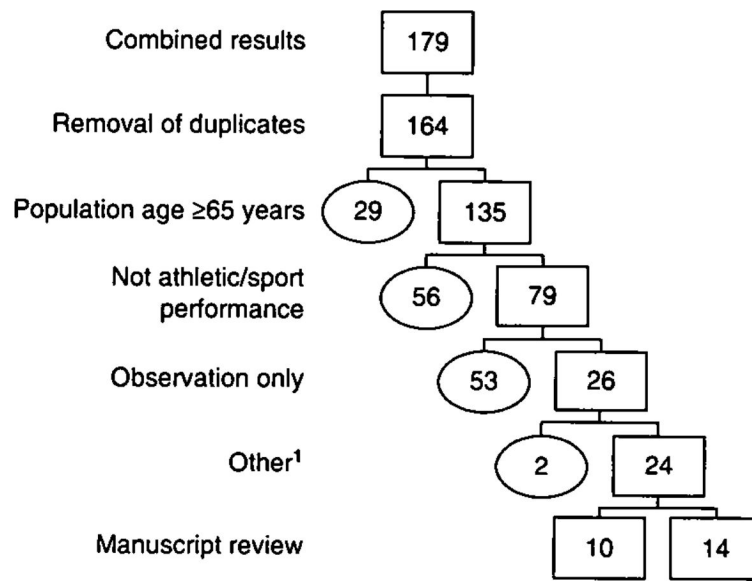 Combined results 179
Removal of duplicates 164
Population age ≥65 years 29 135
Not athletic/sport
performance 56 79
Observation only 53 26
Other¹ 2 24
Manuscript review 10 14